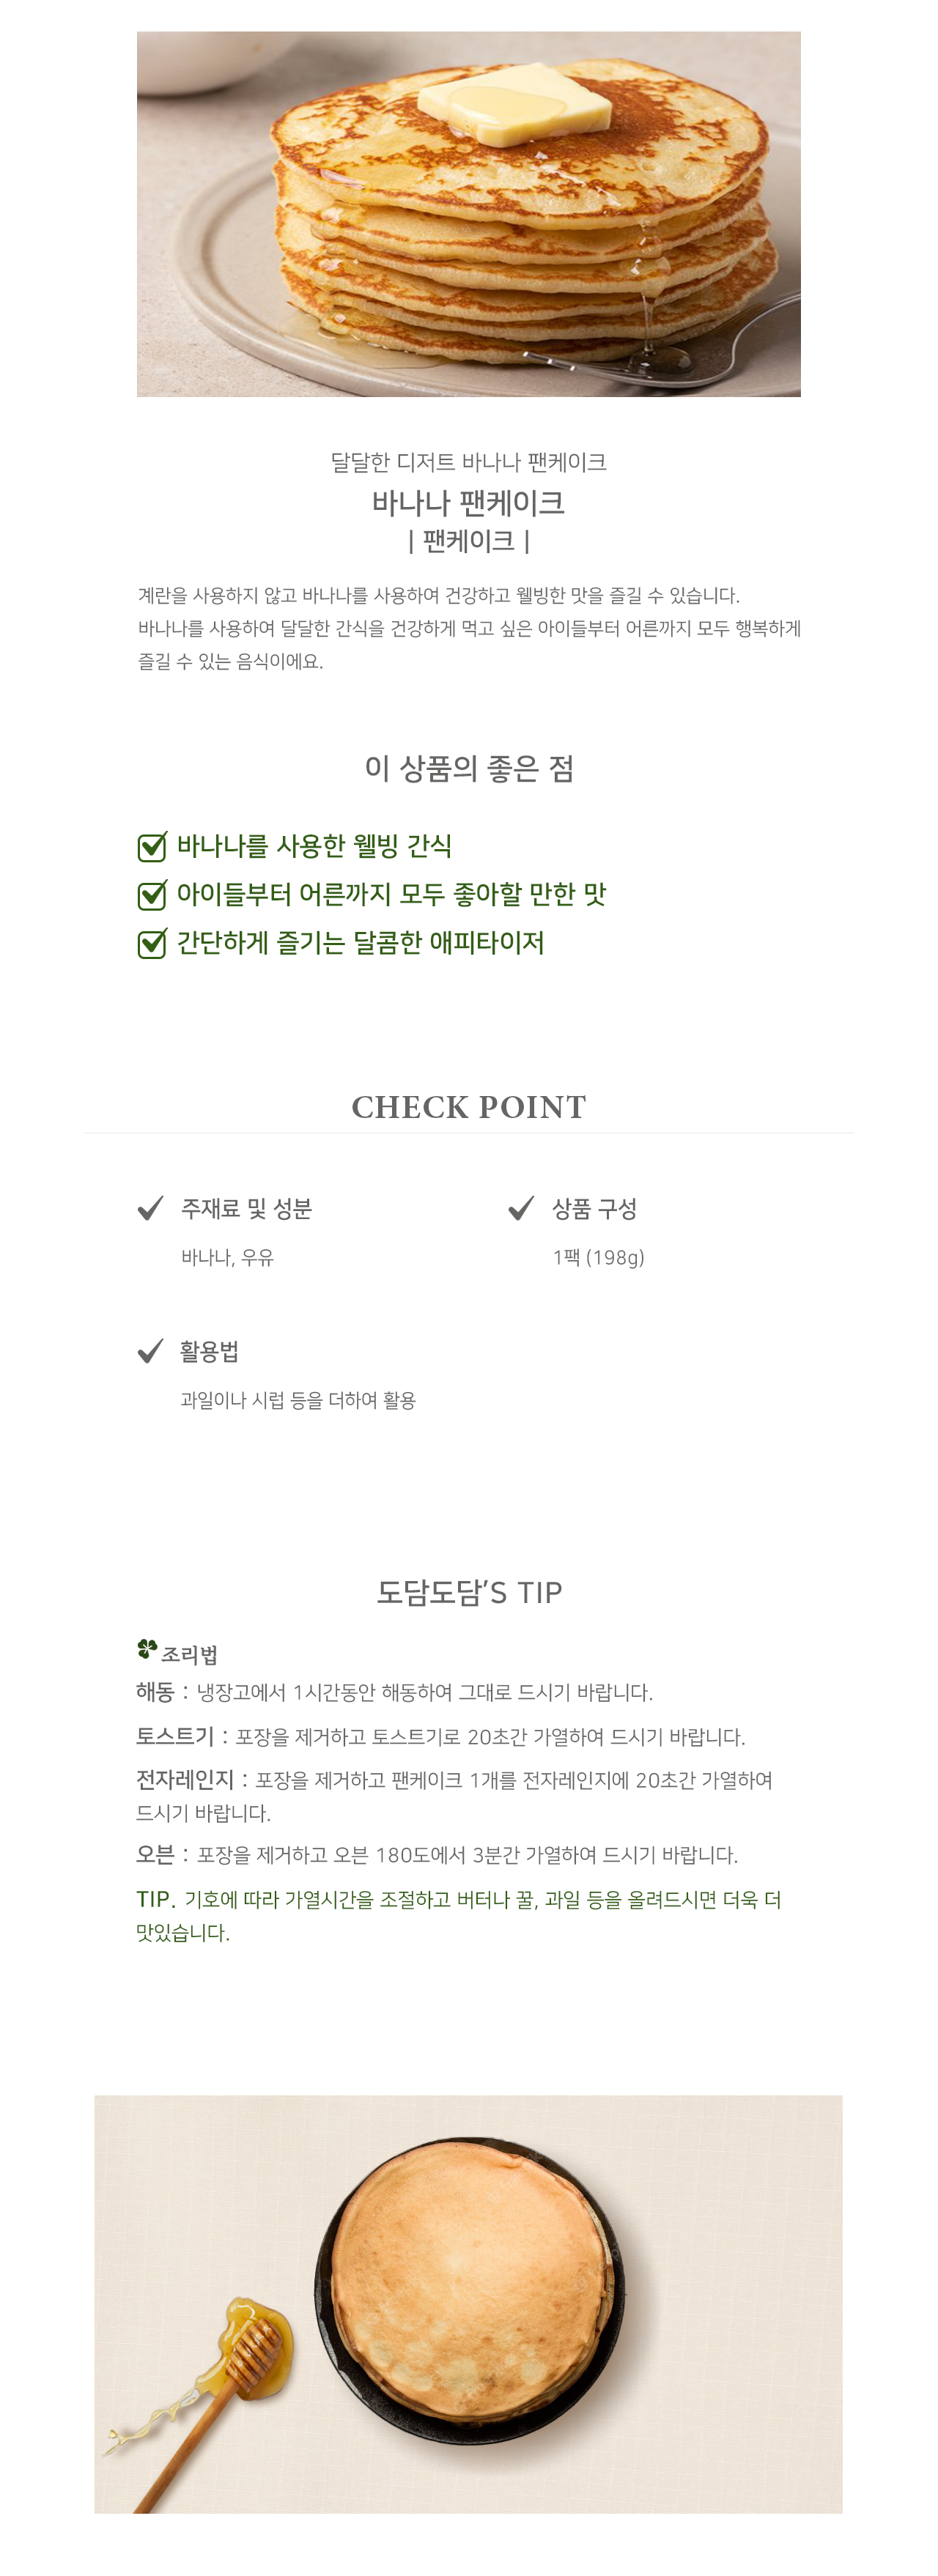 달달한 디저트 바나나 팬케이크
바나나 팬케이크
| 팬케이크 |
계란을 사용하지 않고 바나나를 사용하여 건강하고 웰빙한 맛을 즐길 수 있습니다.
바나나를 사용하여 달달한 간식을 건강하게 먹고 싶은 아이들부터 어른까지 모두 행복하게
즐길 수 있는 음식이에요.
이 상품의 좋은 점
바나나를 사용한 웰빙 간식
아이들부터 어른까지 모두 좋아할 만한 맛
간단하게 즐기는 달콤한 애피타이저
CHECK POINT
주재료 및 성분
바나나, 우유
상품 구성
1팩 (198g)
활용법
과일이나 시럽 등을 더하여 활용
도담도담'S TIP
조리법
해동 : 냉장고에서 1시간동안 해동하여 그대로 드시기 바랍니다.
토스트기 : 포장을 제거하고 토스트기로 20초간 가열하여 드시기 바랍니다.
전자레인지 : 포장을 제거하고 팬케이크 1개를 전자레인지에 20초간 가열하여
드시기 바랍니다.
오븐 : 포장을 제거하고 오븐 180도에서 3분간 가열하여 드시기 바랍니다.
TIP. 기호에 따라 가열시간을 조절하고 버터나 꿀, 과일 등을 올려드시면 더욱 더
맛있습니다.